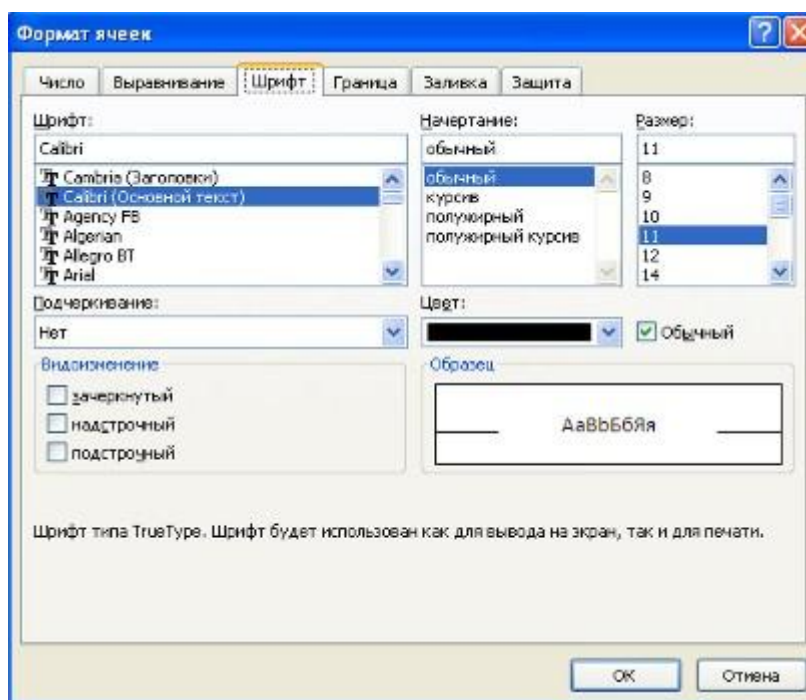 Формат ячеек
Число Выравнивание Шрифт Граница Заливка Защита
Шрифт: Начертание: Размер:
Calibri обычный 11
Cambria (Заголовки) обычный 8
Calibri (Основной текст) курсив 9
Agency FB полужирный 10
Algerian полужирный курсив 11
Allegro BT 12
Arial 14
Подчеркивание: Цвет:
Нет Обычный
Видоизменение Образец
зачеркнутый
надстрочный АаВbБбЯя
подстрочный
Шрифт типа TrueType. Шрифт будет использован как для вывода на экран, так и для печати.
ОК Отмена